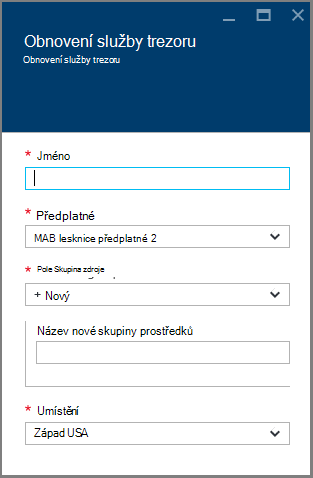 Obnovení služby trezoru
Obnovení služby trezoru
* Jméno
* Předplatné
MAB lesknice předplatné 2
* Pole Skupina zdroje
+ Nový
Název nové skupiny prostředků
* Umístění
Západ USA